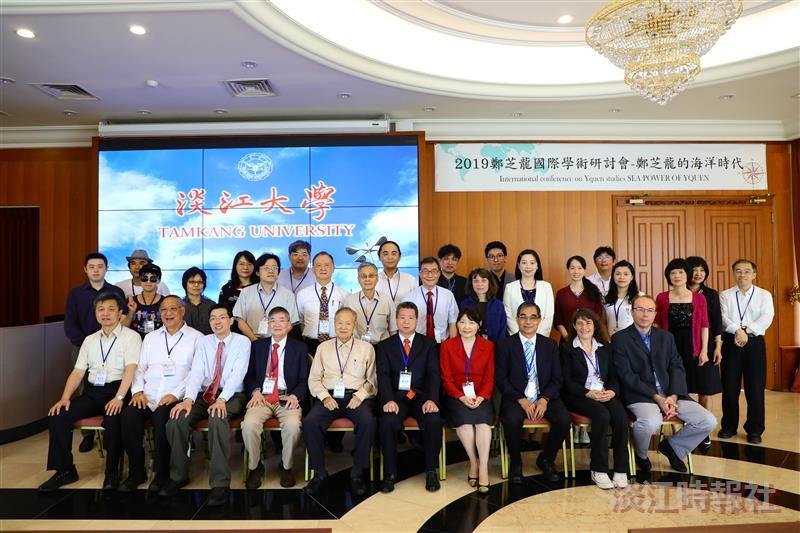 2019鄭芝龍國際學術研討會-鄭芝龍的海洋時代
International conference on Yquen studies SEA POWER OF YQUEN
淡江大學
TAMKANG UNIVERSITY
淡江時報社